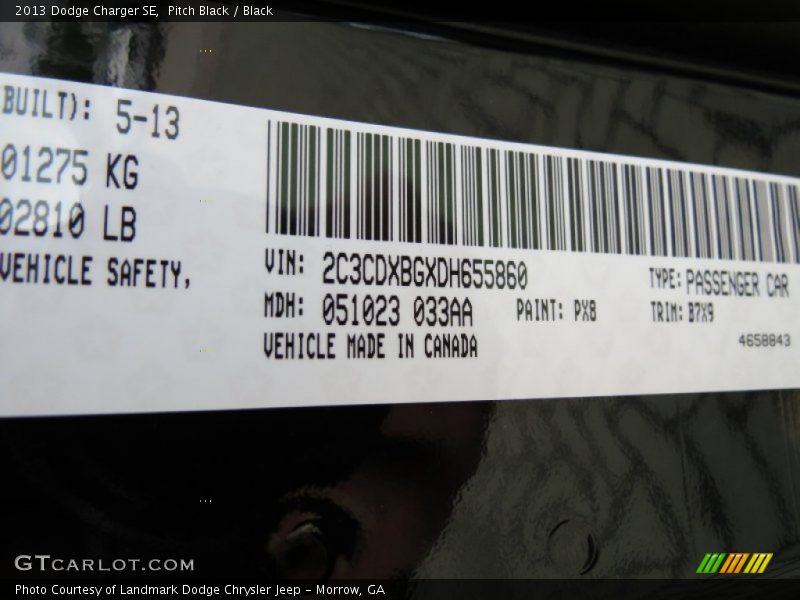 2013 Dodge Charger SE, Pitch Black / Black
BUILT): 5-13
01275 KG
02810 LB
VEHICLE SAFETY,
VIN: 2C3CDXBGXDH655860
TYPE: PASSENGER CAR
MDH: 051023 033AA
PAINT: PX8
TRIM: B7X9
VEHICLE MADE IN CANADA
4658843
GTCARLOT.COM
Photo Courtesy of Landmark Dodge Chrysler Jeep - Morrow, GA